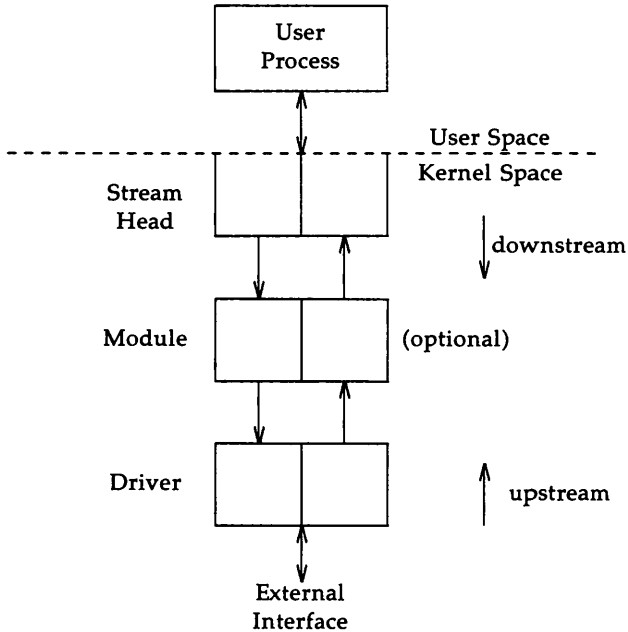 User
Process
User Space
Kernel Space
Stream
Head
downstream
Module
(optional)
Driver
upstream
External
Interface